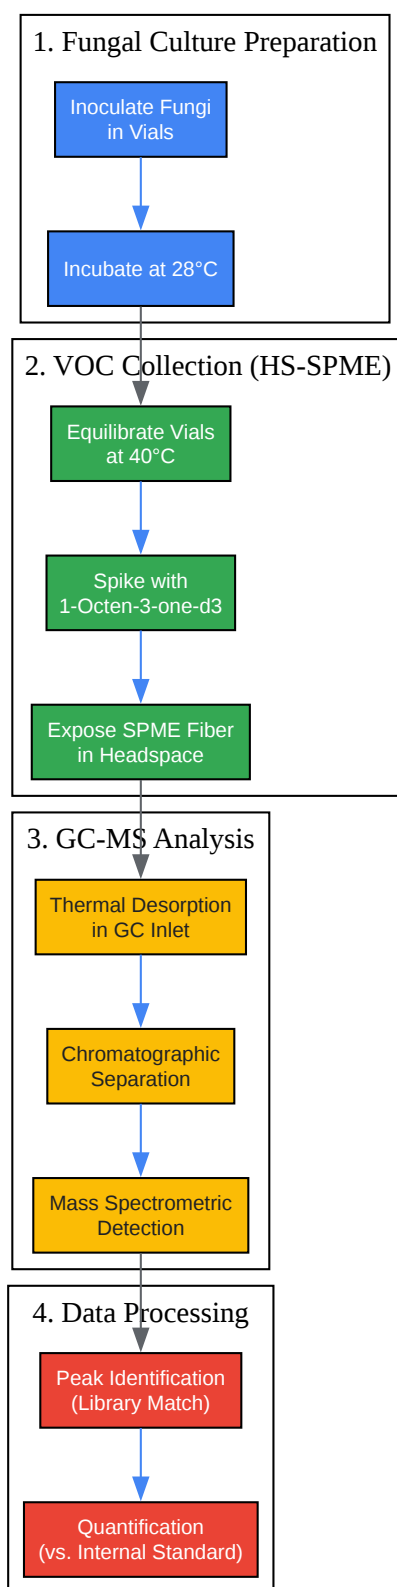 1. Fungal Culture Preparation
Inoculate Fungi
in Vials
Incubate at 28°C
2. VOC Collection (HS-SPME)
Equilibrate Vials
at 40°C
Spike with
1-Octen-3-one-d3
Expose SPME Fiber
in Headspace
3. GC-MS Analysis
Thermal Desorption
in GC Inlet
Chromatographic
Separation
Mass Spectrometric
Detection
4. Data Processing
Peak Identification
(Library Match)
Quantification
(vs. Internal Standard)